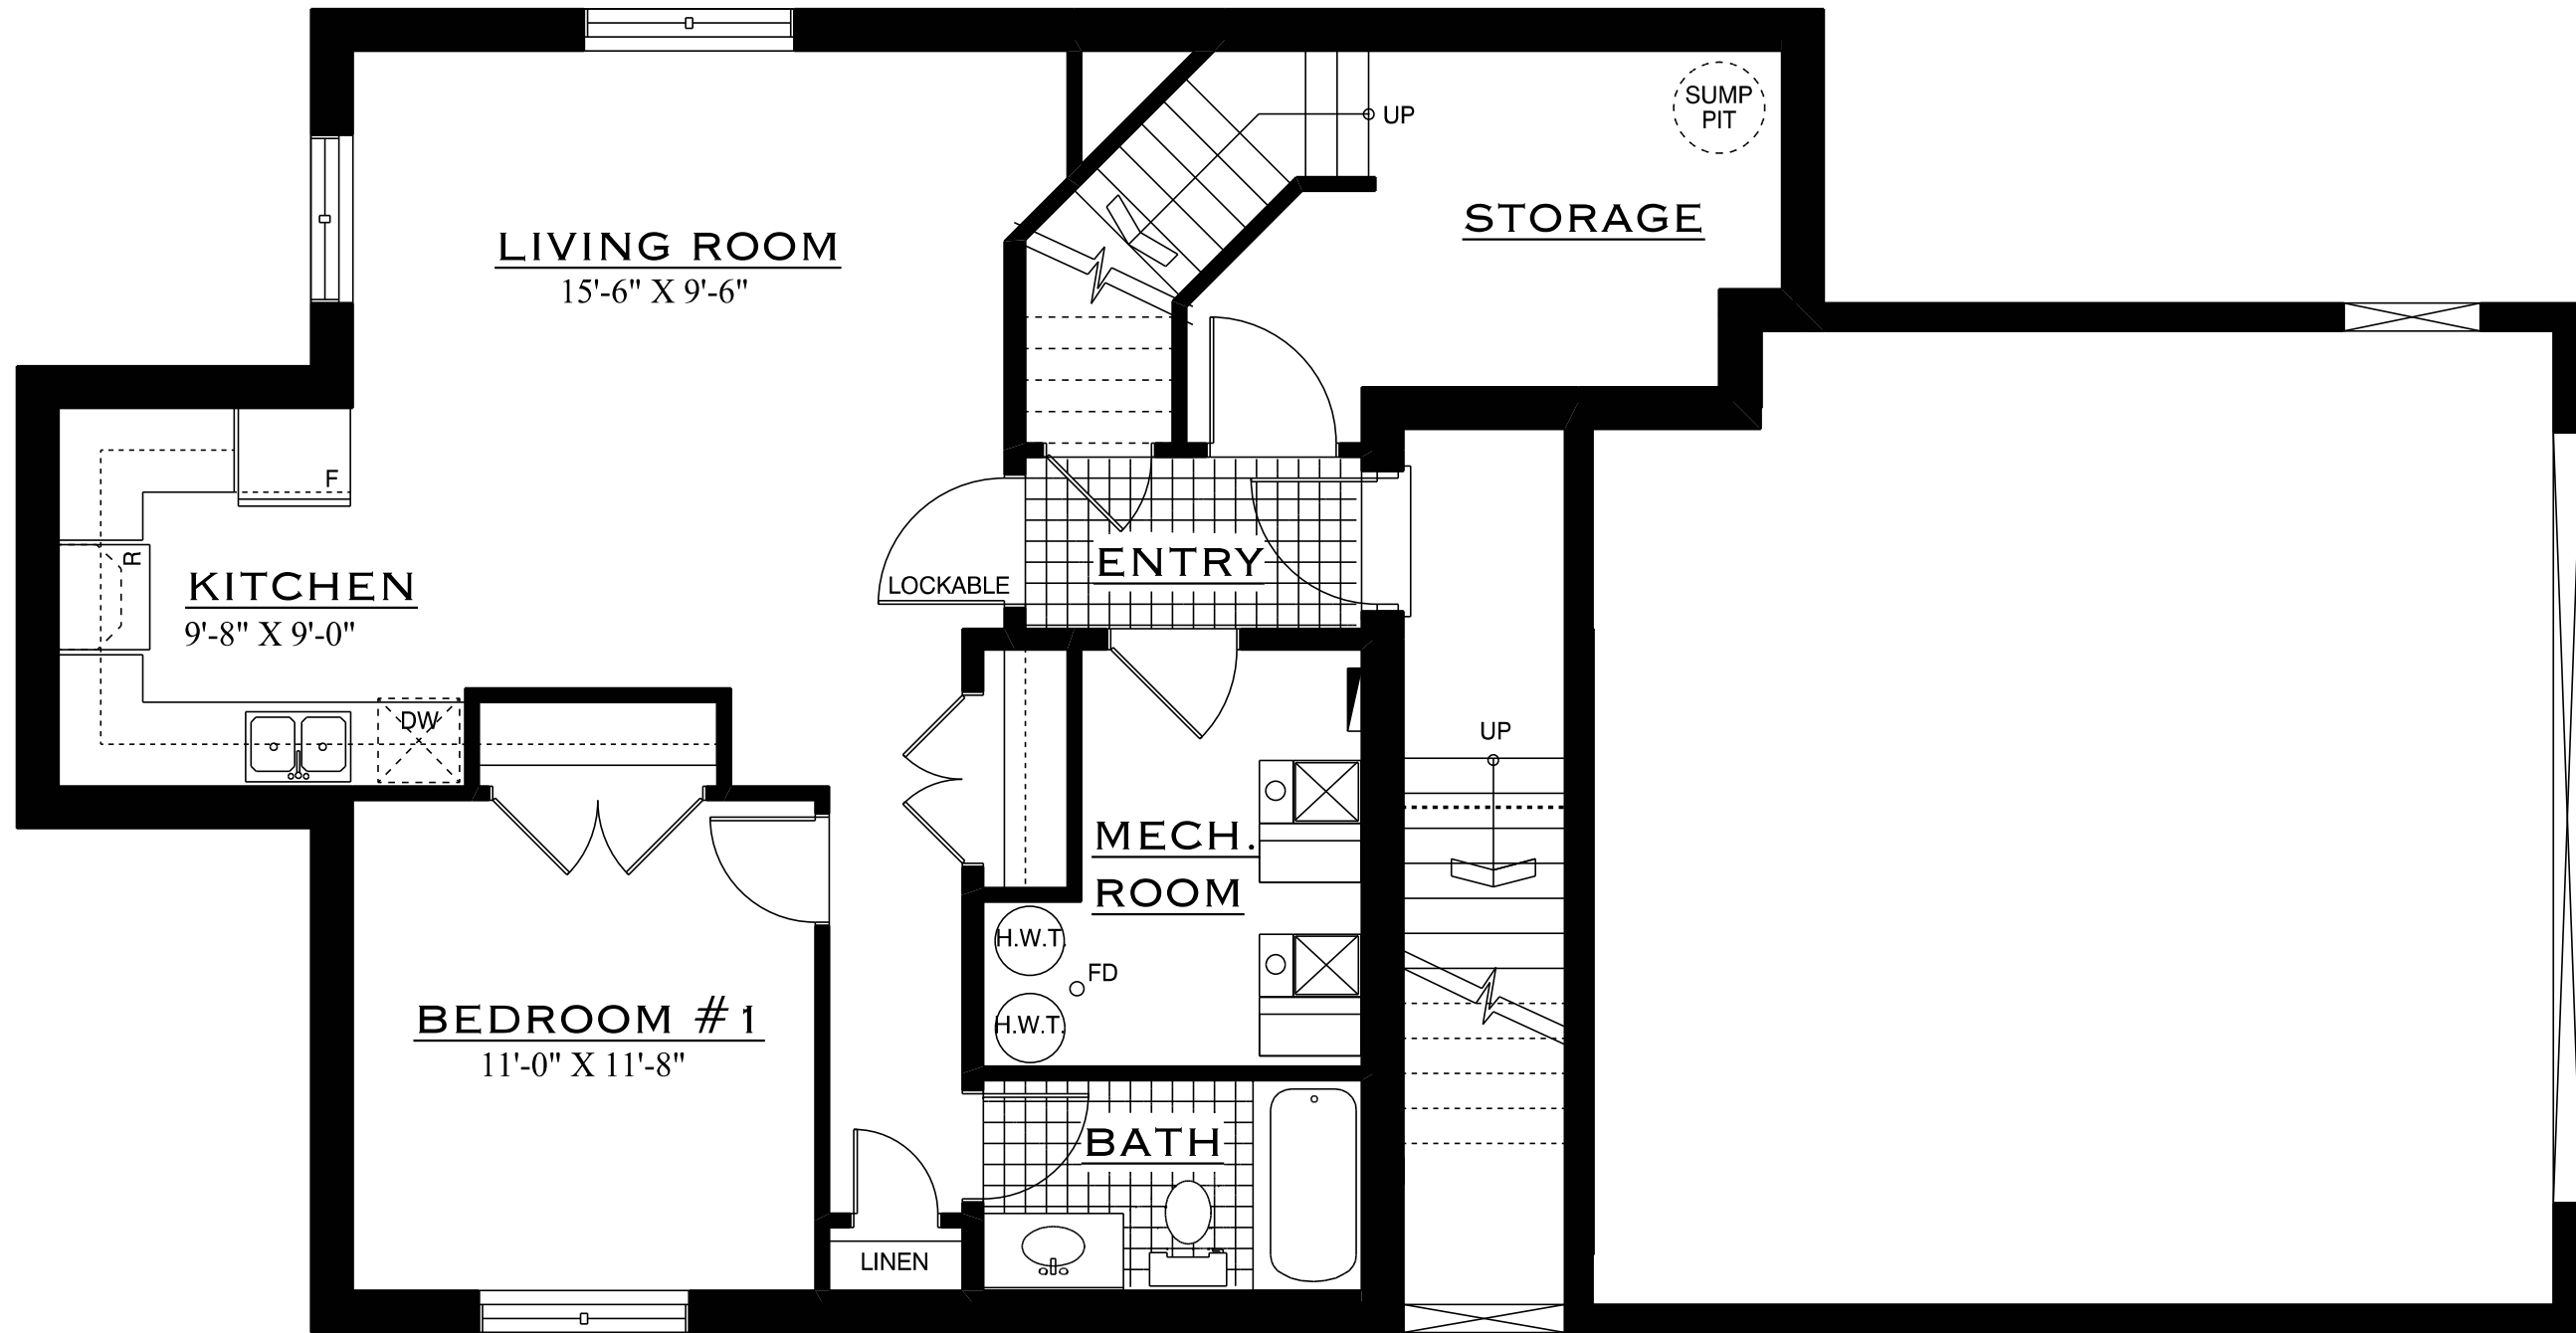 SUMP
PIT
UP
STORAGE
LIVING ROOM
15'-6" X 9'-6"
F
R
KITCHEN
9'-8" X 9'-0"
LOCKABLE
ENTRY
DW
UP
MECH.
ROOM
H.W.T.
FD
H.W.T.
BEDROOM #1
11'-0" X 11'-8"
BATH
LINEN